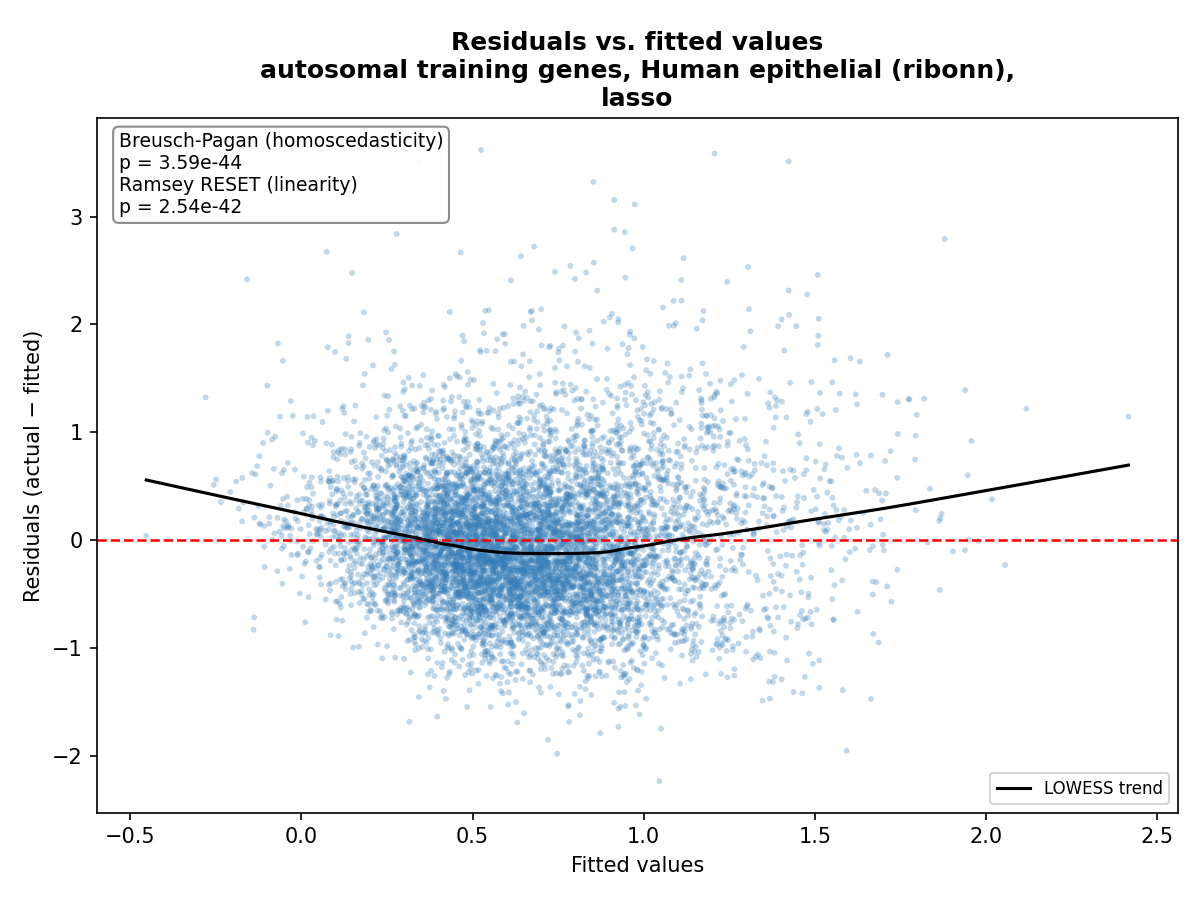 Residuals vs. fitted values
autosomal training genes, Human epithelial (ribonn),
lasso
Breusch-Pagan (homoscedasticity)
p = 3.59e-44
Ramsey RESET (linearity)
p = 2.54e-42
Residuals (actual − fitted)
3
2
1
0
−1
−2
LOWESS trend
−0.5 0.0 0.5 1.0 1.5 2.0 2.5
Fitted values